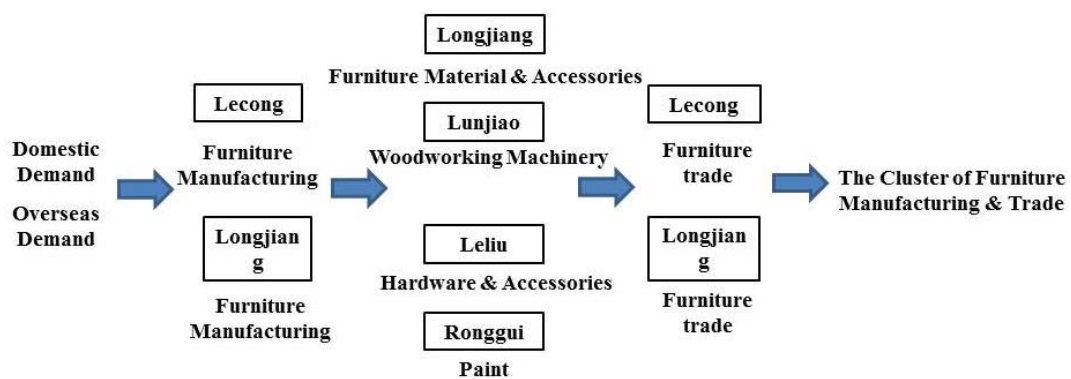 Domestic
Demand
Overseas
Demand
Lecong
Furniture
Manufacturing
Longjian
g
Furniture
Manufacturing
Longjiang
Furniture Material & Accessories
Lunjiao
Woodworking Machinery
Leliu
Hardware & Accessories
Ronggui
Paint
Lecong
Furniture
trade
Longjian
g
Furniture
trade
The Cluster of Furniture
Manufacturing & Trade